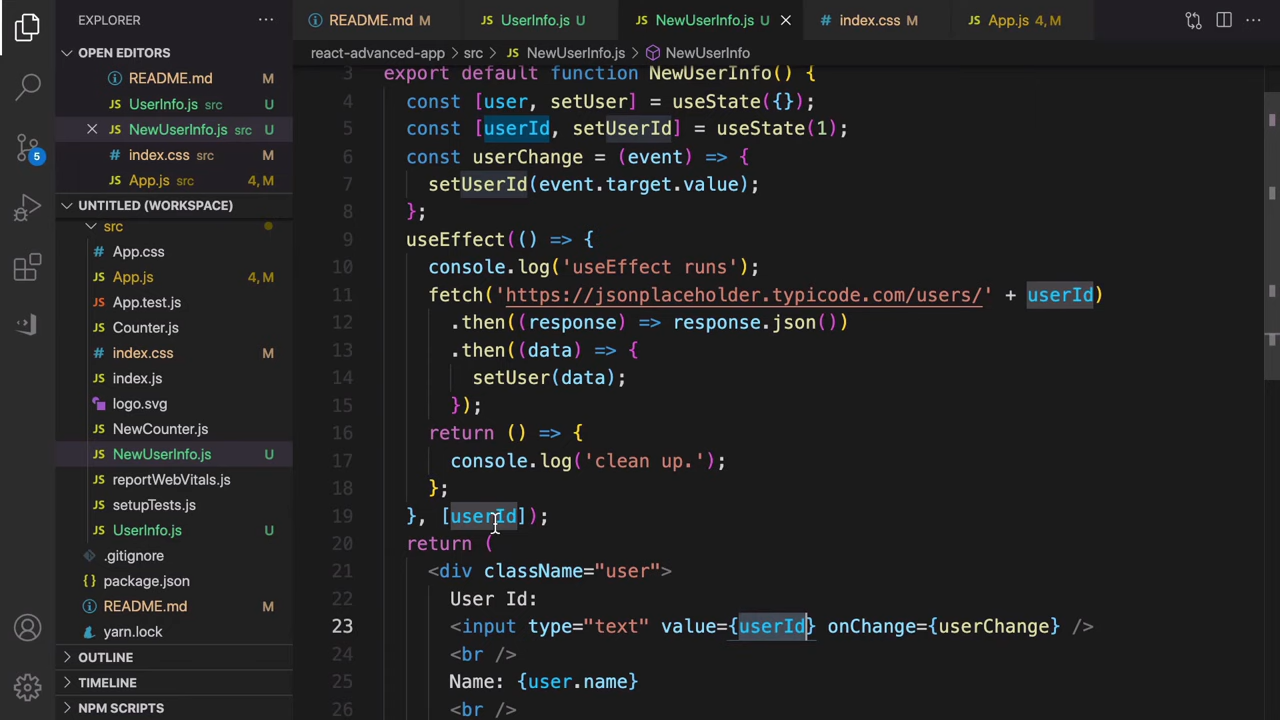 EXPLORER
README.md U
UserInfo.js U
NewUserInfo.js U
index.css M
App.js 4, M
OPEN EDITORS
README.md M
UserInfo.js src U
NewUserInfo.js src U
index.css src M
App.js src 4, M
5
UNTITLED (WORKSPACE)
src
App.css
App.js 4, M
App.test.js
Counter.js
index.css M
index.js
logo.svg
NewCounter.js
NewUserInfo.js U
reportWebVitals.js
setupTests.js
UserInfo.js U
.gitignore
package.json
README.md M
yarn.lock
OUTLINE
TIMELINE
NPM SCRIPTS
react-advanced-app > src > NewUserInfo.js > NewUserInfo
3 export default function NewUserInfo() {
4 const [user, setUser] = useState({});
5 const [userId, setUserId] = useState(1);
6 const userChange = (event) => {
7 setUserId(event.target.value);
8 };
9 useEffect(() => {
10 console.log('useEffect runs');
11 fetch('https://jsonplaceholder.typicode.com/users/' + userId)
12 .then((response) => response.json())
13 .then((data) => {
14 setUser(data);
15 });
16 return () => {
17 console.log('clean up.');
18 };
19 }, [userId]);
20 return (
21 <div className="user">
22 User Id:
23 <input type="text" value={userId} onChange={userChange} />
24 <br />
25 Name: {user.name}
26 <br />